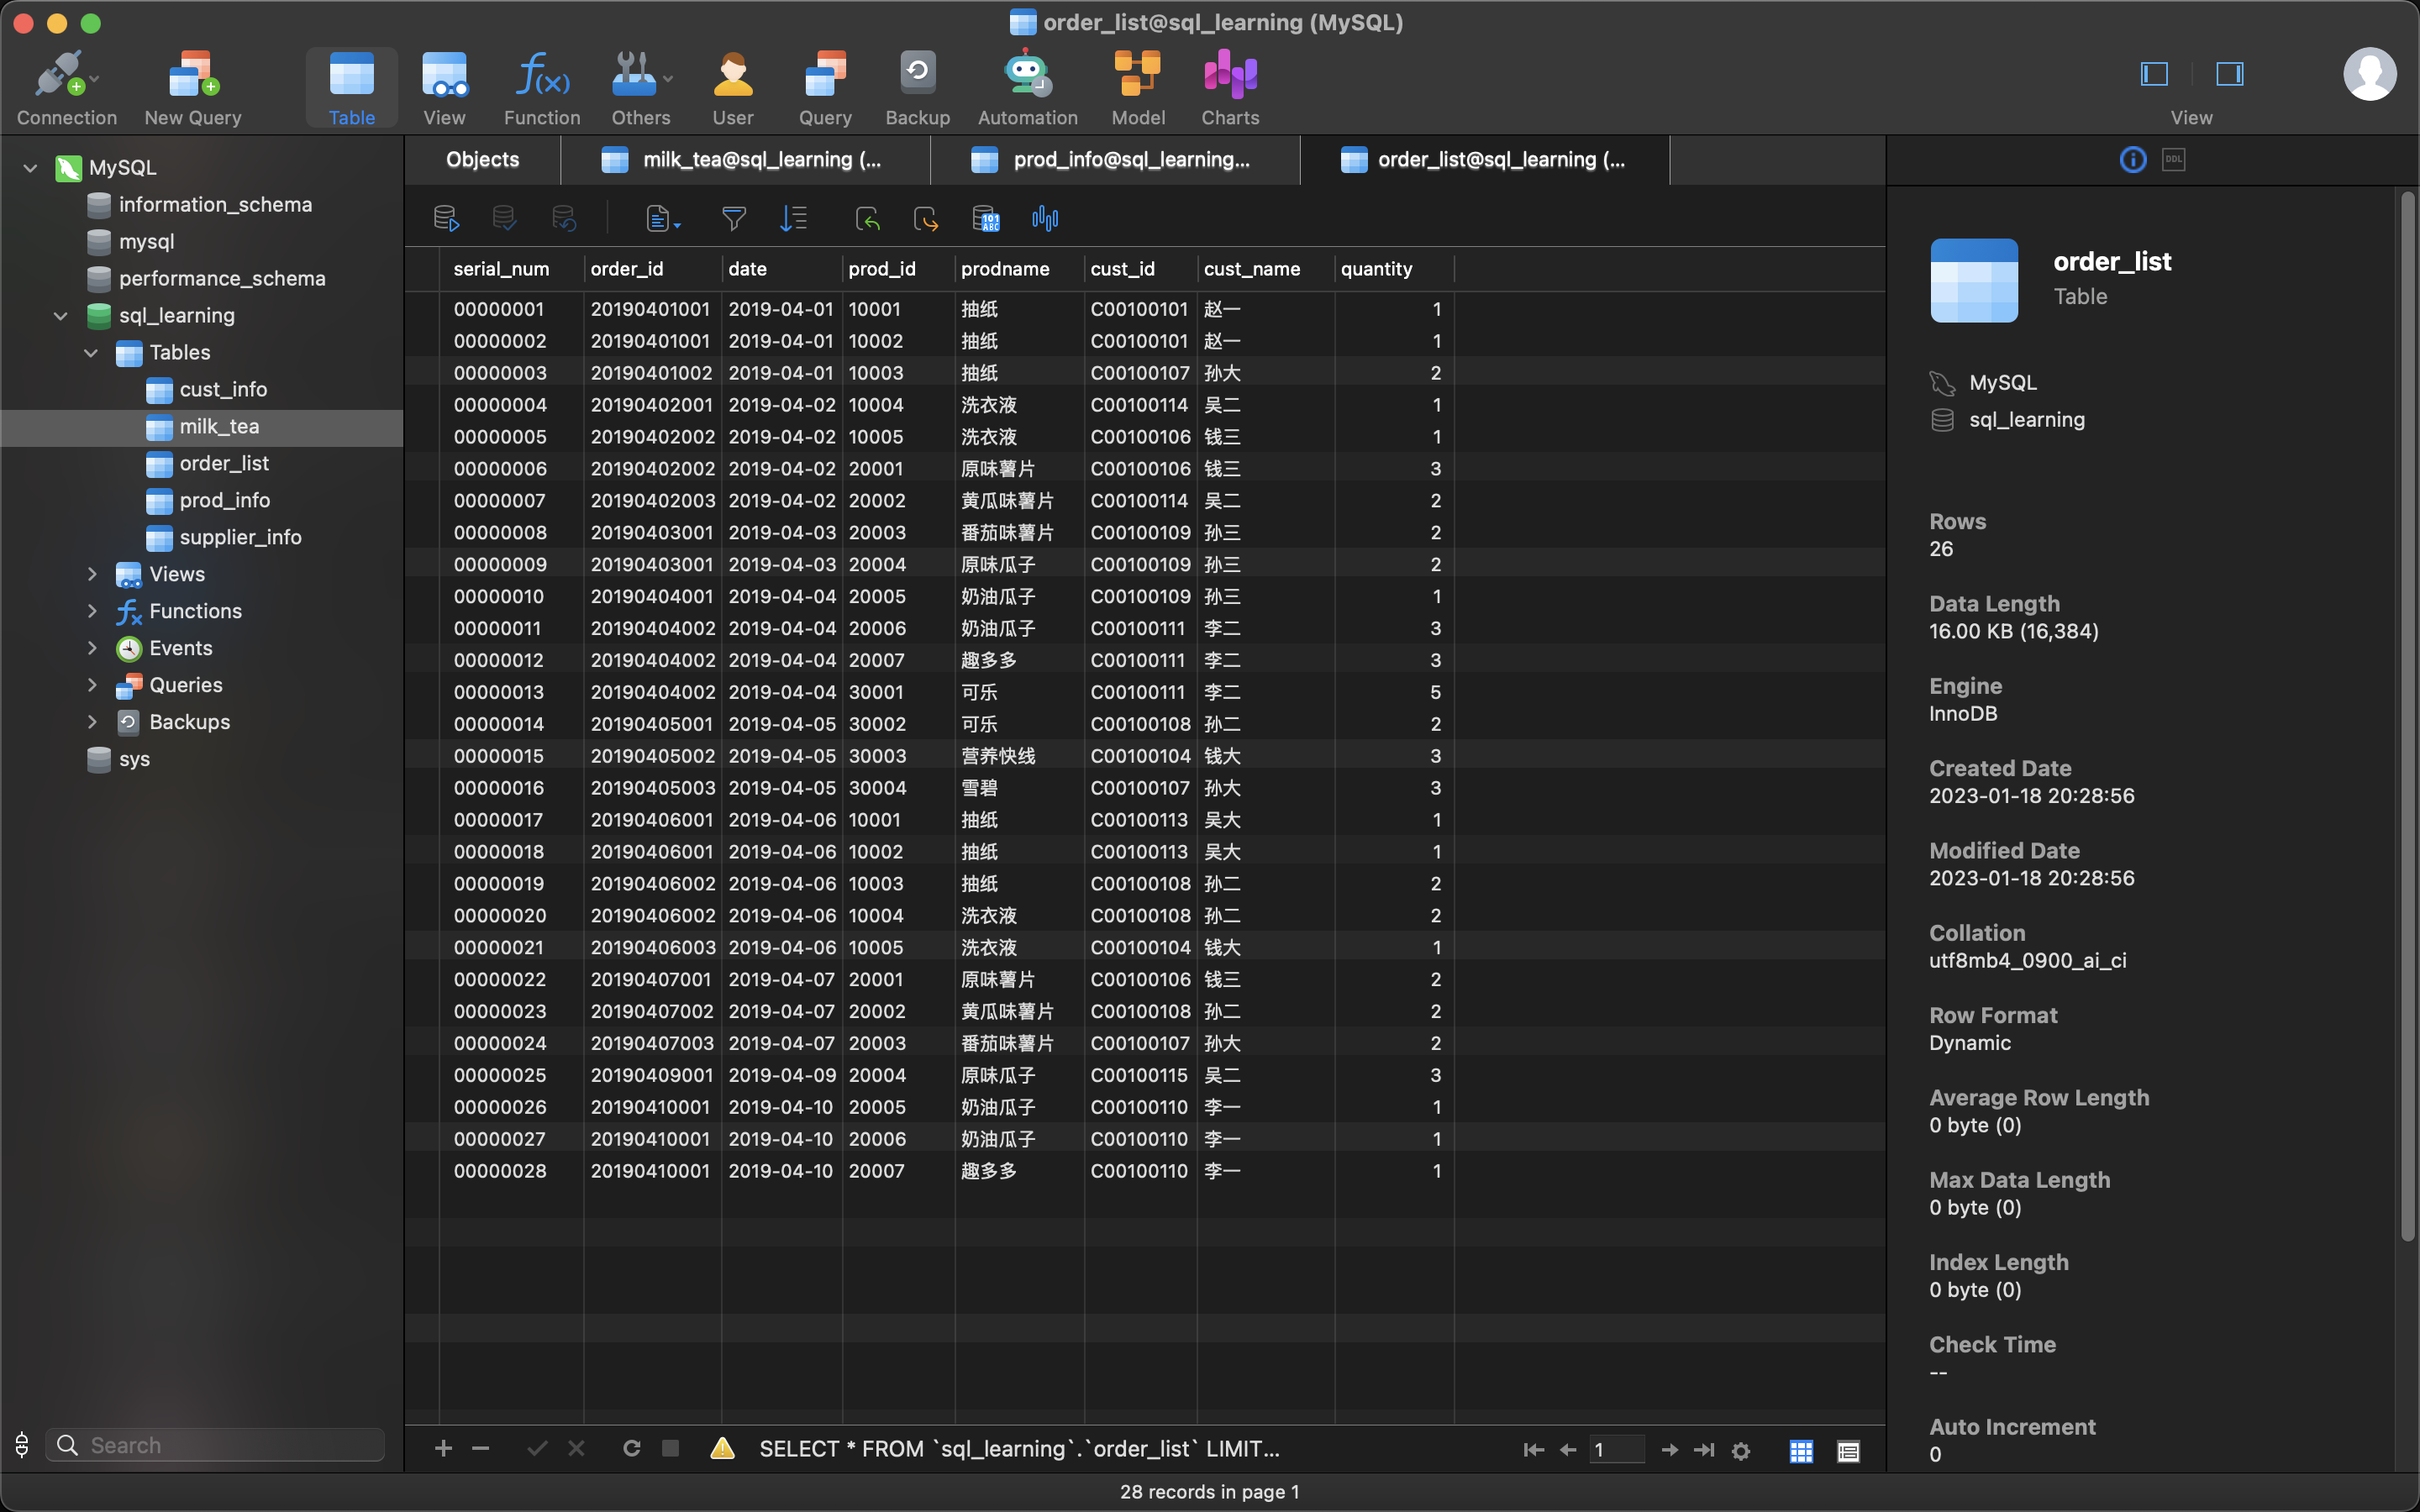 order_list@sql_learning (MySQL)
Connection
New Query
Table
View
Function
Others
User
Query
Backup
Automation
Model
Charts
View
MySQL
information_schema
mysql
performance_schema
sql_learning
Tables
cust_info
milk_tea
order_list
prod_info
supplier_info
Views
Functions
Events
Queries
Backups
sys
Search
Objects
milk_tea@sql_learning (...
prod_info@sql_learning...
order_list@sql_learning (...
serial_num order_id date prod_id prodname cust_id cust_name quantity
00000001 20190401001 2019-04-01 10001 抽纸 C00100101 赵一 1
00000002 20190401001 2019-04-01 10002 抽纸 C00100101 赵一 1
00000003 20190401002 2019-04-01 10003 抽纸 C00100107 孙大 2
00000004 20190402001 2019-04-02 10004 洗衣液 C00100114 吴二 1
00000005 20190402002 2019-04-02 10005 洗衣液 C00100106 钱三 1
00000006 20190402002 2019-04-02 20001 原味薯片 C00100106 钱三 3
00000007 20190402003 2019-04-02 20002 黄瓜味薯片 C00100114 吴二 2
00000008 20190403001 2019-04-03 20003 番茄味薯片 C00100109 孙三 2
00000009 20190403001 2019-04-03 20004 原味瓜子 C00100109 孙三 2
00000010 20190404001 2019-04-04 20005 奶油瓜子 C00100109 孙三 1
00000011 20190404002 2019-04-04 20006 奶油瓜子 C00100111 李二 3
00000012 20190404002 2019-04-04 20007 趣多多 C00100111 李二 3
00000013 20190404002 2019-04-04 30001 可乐 C00100111 李二 5
00000014 20190405001 2019-04-05 30002 可乐 C00100108 孙二 2
00000015 20190405002 2019-04-05 30003 营养快线 C00100104 钱大 3
00000016 20190405003 2019-04-05 30004 雪碧 C00100107 孙大 3
00000017 20190406001 2019-04-06 10001 抽纸 C00100113 吴大 1
00000018 20190406001 2019-04-06 10002 抽纸 C00100113 吴大 1
00000019 20190406002 2019-04-06 10003 抽纸 C00100108 孙二 2
00000020 20190406002 2019-04-06 10004 洗衣液 C00100108 孙二 2
00000021 20190406003 2019-04-06 10005 洗衣液 C00100104 钱大 1
00000022 20190407001 2019-04-07 20001 原味薯片 C00100106 钱三 2
00000023 20190407002 2019-04-07 20002 黄瓜味薯片 C00100108 孙二 2
00000024 20190407003 2019-04-07 20003 番茄味薯片 C00100107 孙大 2
00000025 20190409001 2019-04-09 20004 原味瓜子 C00100115 吴二 3
00000026 20190410001 2019-04-10 20005 奶油瓜子 C00100110 李一 1
00000027 20190410001 2019-04-10 20006 奶油瓜子 C00100110 李一 1
00000028 20190410001 2019-04-10 20007 趣多多 C00100110 李一 1
SELECT * FROM `sql_learning`.`order_list` LIMIT...
1
28 records in page 1
DDL
order_list
Table
MySQL
sql_learning
Rows
26
Data Length
16.00 KB (16,384)
Engine
InnoDB
Created Date
2023-01-18 20:28:56
Modified Date
2023-01-18 20:28:56
Collation
utf8mb4_0900_ai_ci
Row Format
Dynamic
Average Row Length
0 byte (0)
Max Data Length
0 byte (0)
Index Length
0 byte (0)
Check Time
--
Auto Increment
0